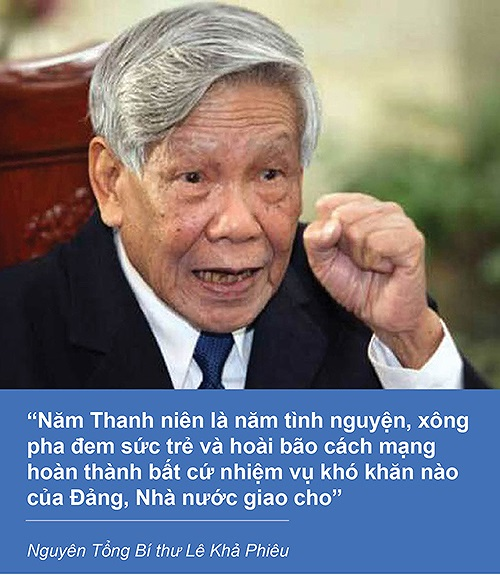 “Năm Thanh niên là năm tình nguyện, xông
pha đem sức trẻ và hoài bão cách mạng
hoàn thành bất cứ nhiệm vụ khó khăn nào
của Đảng, Nhà nước giao cho”
Nguyên Tổng Bí thư Lê Khả Phiêu